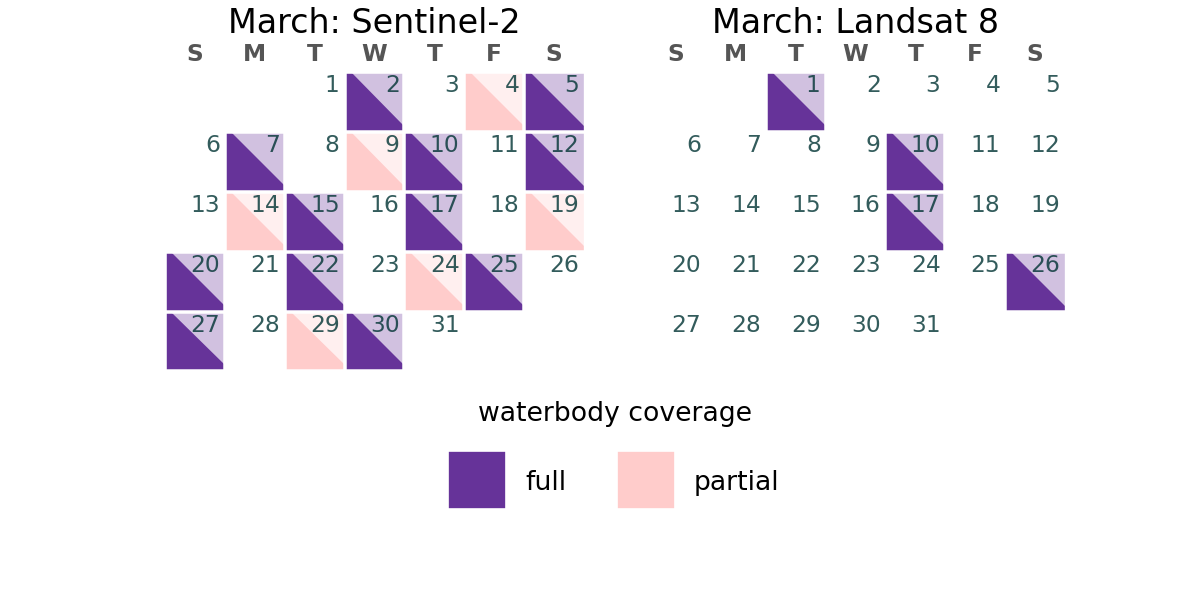 March: Sentinel-2
S M T W T F S
1 2 3 4 5
6 7 8 9 10 11 12
13 14 15 16 17 18 19
20 21 22 23 24 25 26
27 28 29 30 31
March: Landsat 8
S M T W T F S
1 2 3 4 5
6 7 8 9 10 11 12
13 14 15 16 17 18 19
20 21 22 23 24 25 26
27 28 29 30 31
waterbody coverage
full partial